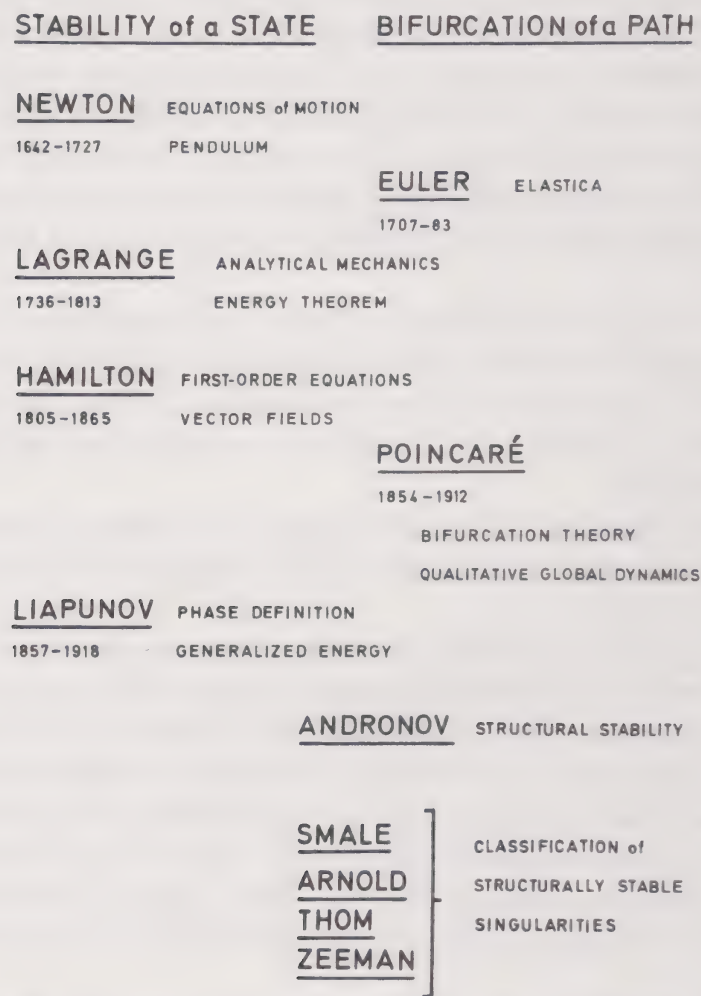 STABILITY of a STATE BIFURCATION of a PATH
NEWTON EQUATIONS of MOTION
1642-1727 PENDULUM
EULER ELASTICA
1707-83
LAGRANGE ANALYTICAL MECHANICS
1736-1813 ENERGY THEOREM
HAMILTON FIRST-ORDER EQUATIONS
1805-1865 VECTOR FIELDS
POINCARÉ
1854-1912
BIFURCATION THEORY
QUALITATIVE GLOBAL DYNAMICS
LIAPUNOV PHASE DEFINITION
1857-1918 GENERALIZED ENERGY
ANDRONOV STRUCTURAL STABILITY
SMALE
ARNOLD
THOM
ZEEMAN
CLASSIFICATION of
STRUCTURALLY STABLE
SINGULARITIES